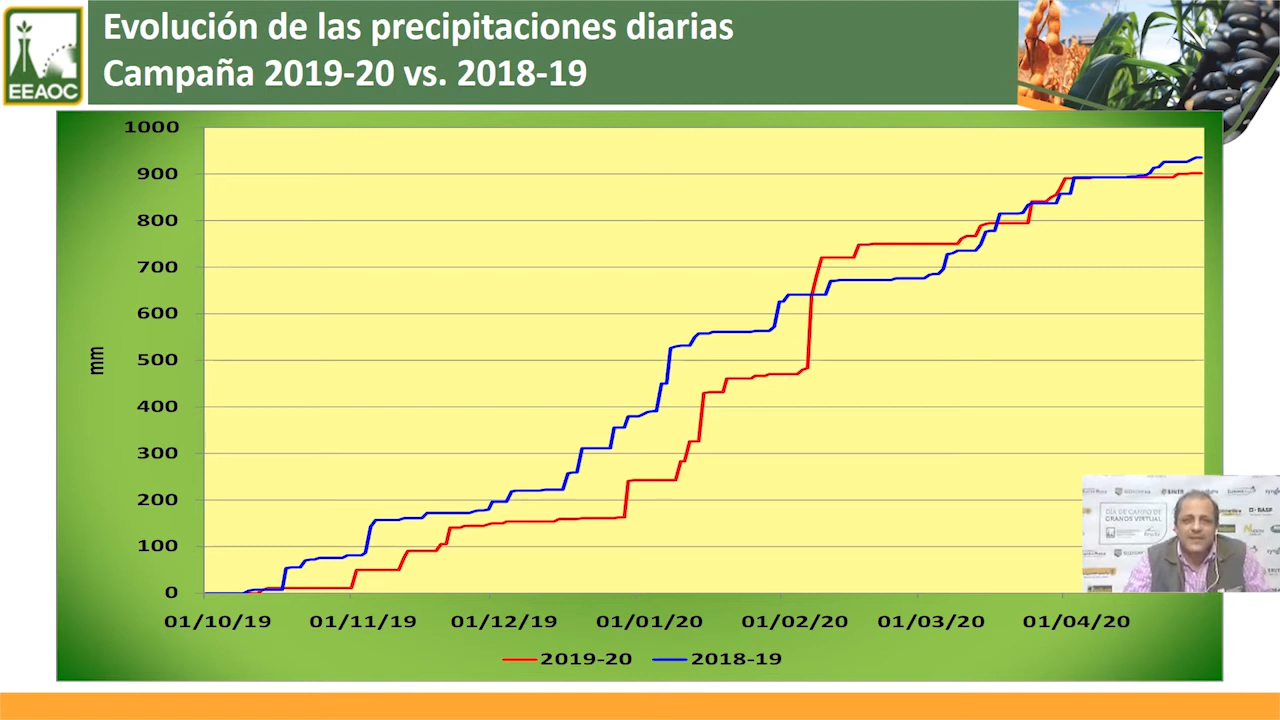 Evolución de las precipitaciones diarias
Campaña 2019-20 vs. 2018-19
EEAOC
1000
900
800
700
600
500
400
300
200
100
0
mm
01/10/19 01/11/19 01/12/19 01/01/20 01/02/20 01/03/20 01/04/20
2019-20 2018-19
DÍA DE CAMPO DE
GRANOS VIRTUAL
BASF